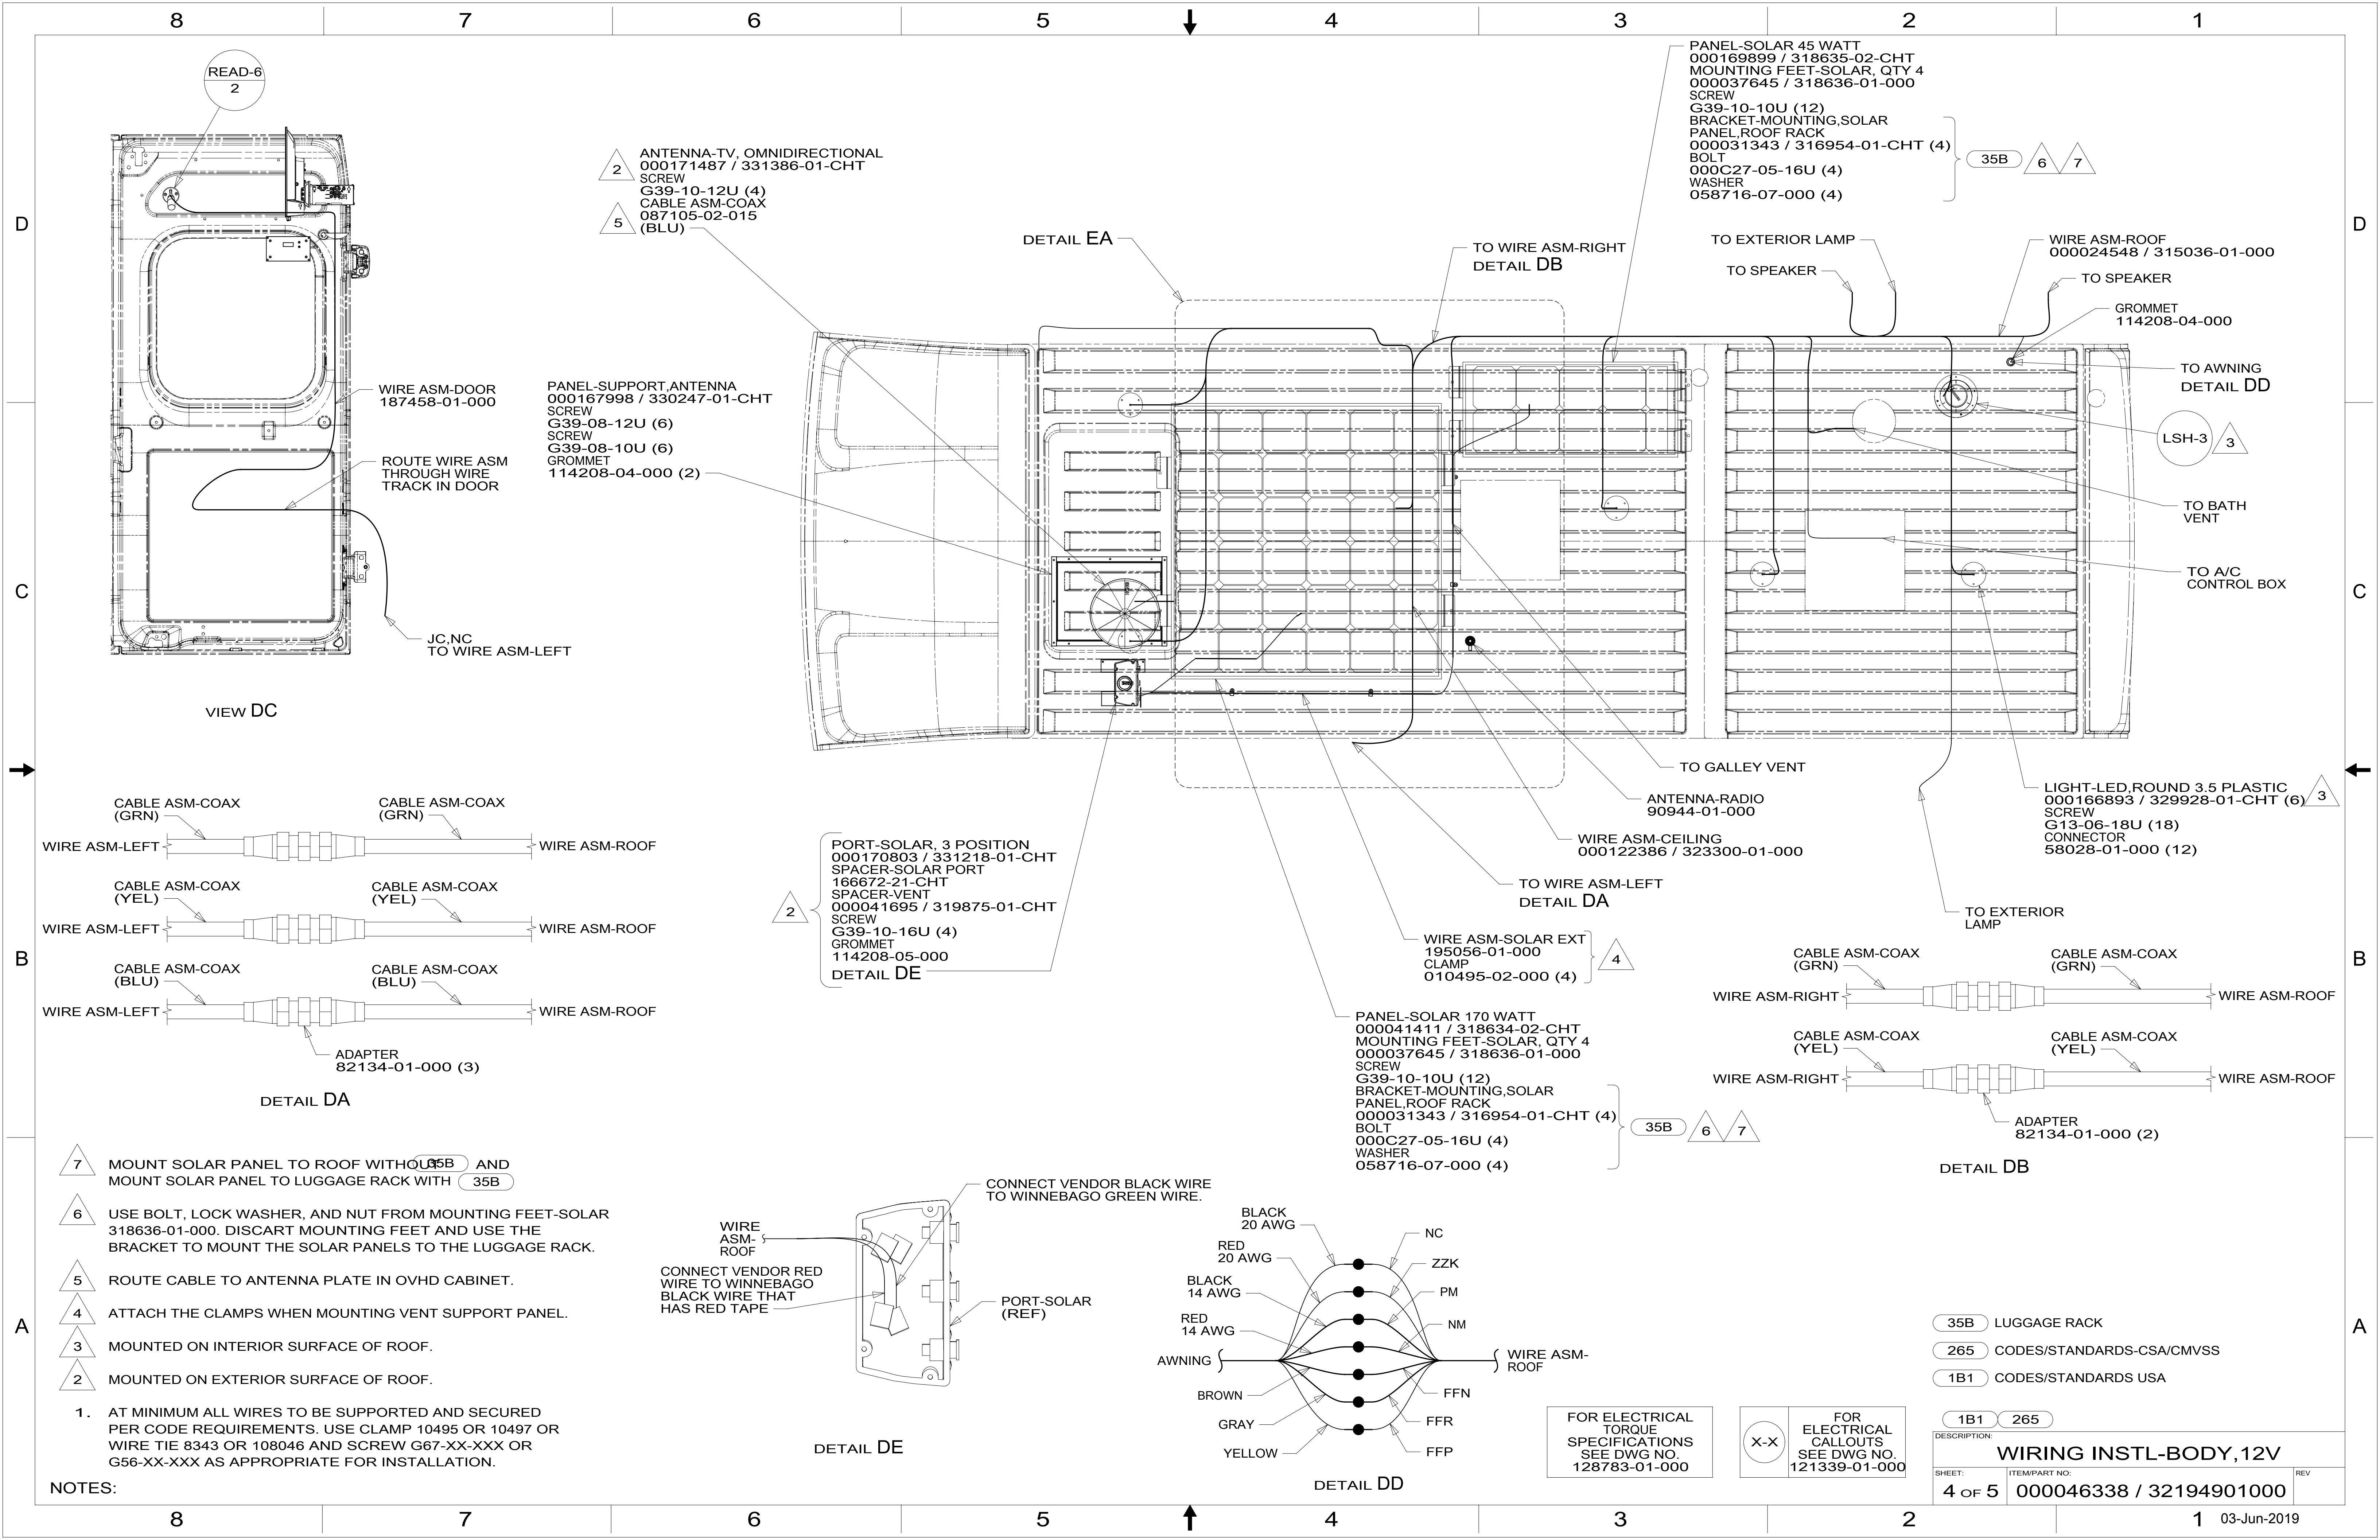 8 7 6 5 4 3 2 1
D
C
B
A
READ-6
2
WIRE ASM-DOOR
187458-01-000
ROUTE WIRE ASM
THROUGH WIRE
TRACK IN DOOR
JC,NC
TO WIRE ASM-LEFT
VIEW DC
2
ANTENNA-TV, OMNIDIRECTIONAL
000171487 / 331386-01-CHT
SCREW
G39-10-12U (4)
5
CABLE ASM-COAX
087105-02-015
(BLU)
PANEL-SUPPORT,ANTENNA
000167998 / 330247-01-CHT
SCREW
G39-08-12U (6)
SCREW
G39-08-10U (6)
GROMMET
114208-04-000 (2)
DETAIL EA
TO WIRE ASM-RIGHT
DETAIL DB
PANEL-SOLAR 45 WATT
000169899 / 318635-02-CHT
MOUNTING FEET-SOLAR, QTY 4
000037645 / 318636-01-000
SCREW
G39-10-10U (12)
BRACKET-MOUNTING,SOLAR
PANEL,ROOF RACK
000031343 / 316954-01-CHT (4)
BOLT
000C27-05-16U (4)
WASHER
058716-07-000 (4)
35B 6 7
TO EXTERIOR LAMP
TO SPEAKER
WIRE ASM-ROOF
000024548 / 315036-01-000
TO SPEAKER
GROMMET
114208-04-000
TO AWNING
DETAIL DD
LSH-3 3
TO BATH
VENT
TO A/C
CONTROL BOX
TO GALLEY VENT
ANTENNA-RADIO
90944-01-000
WIRE ASM-CEILING
000122386 / 323300-01-000
TO WIRE ASM-LEFT
DETAIL DA
LIGHT-LED,ROUND 3.5 PLASTIC
000166893 / 329928-01-CHT (6) 3
SCREW
G13-06-18U (18)
CONNECTOR
58028-01-000 (12)
TO EXTERIOR
LAMP
2
PORT-SOLAR, 3 POSITION
000170803 / 331218-01-CHT
SPACER-SOLAR PORT
166672-21-CHT
SPACER-VENT
000041695 / 319875-01-CHT
SCREW
G39-10-16U (4)
GROMMET
114208-05-000
DETAIL DE
WIRE ASM-SOLAR EXT
195056-01-000
CLAMP
010495-02-000 (4)
4
PANEL-SOLAR 170 WATT
000041411 / 318634-02-CHT
MOUNTING FEET-SOLAR, QTY 4
000037645 / 318636-01-000
SCREW
G39-10-10U (12)
BRACKET-MOUNTING,SOLAR
PANEL,ROOF RACK
000031343 / 316954-01-CHT (4)
BOLT
000C27-05-16U (4)
WASHER
058716-07-000 (4)
35B 6 7
CABLE ASM-COAX
(GRN)
CABLE ASM-COAX
(GRN)
WIRE ASM-LEFT WIRE ASM-ROOF
CABLE ASM-COAX
(YEL)
CABLE ASM-COAX
(YEL)
WIRE ASM-LEFT WIRE ASM-ROOF
CABLE ASM-COAX
(BLU)
CABLE ASM-COAX
(BLU)
WIRE ASM-LEFT WIRE ASM-ROOF
ADAPTER
82134-01-000 (3)
DETAIL DA
CABLE ASM-COAX
(GRN)
CABLE ASM-COAX
(GRN)
WIRE ASM-RIGHT WIRE ASM-ROOF
CABLE ASM-COAX
(YEL)
CABLE ASM-COAX
(YEL)
WIRE ASM-RIGHT WIRE ASM-ROOF
ADAPTER
82134-01-000 (2)
DETAIL DB
7 MOUNT SOLAR PANEL TO ROOF WITHOUT 35B AND
MOUNT SOLAR PANEL TO LUGGAGE RACK WITH 35B
6 USE BOLT, LOCK WASHER, AND NUT FROM MOUNTING FEET-SOLAR
318636-01-000. DISCART MOUNTING FEET AND USE THE
BRACKET TO MOUNT THE SOLAR PANELS TO THE LUGGAGE RACK.
5 ROUTE CABLE TO ANTENNA PLATE IN OVHD CABINET.
4 ATTACH THE CLAMPS WHEN MOUNTING VENT SUPPORT PANEL.
3 MOUNTED ON INTERIOR SURFACE OF ROOF.
2 MOUNTED ON EXTERIOR SURFACE OF ROOF.
1. AT MINIMUM ALL WIRES TO BE SUPPORTED AND SECURED
PER CODE REQUIREMENTS. USE CLAMP 10495 OR 10497 OR
WIRE TIE 8343 OR 108046 AND SCREW G67-XX-XXX OR
G56-XX-XXX AS APPROPRIATE FOR INSTALLATION.
NOTES:
WIRE
ASM-
ROOF
CONNECT VENDOR BLACK WIRE
TO WINNEBAGO GREEN WIRE.
CONNECT VENDOR RED
WIRE TO WINNEBAGO
BLACK WIRE THAT
HAS RED TAPE
PORT-SOLAR
(REF)
DETAIL DE
BLACK
20 AWG
NC
RED
20 AWG
ZZK
BLACK
14 AWG
PM
RED
14 AWG
NM
AWNING
WIRE ASM-
ROOF
BROWN
FFN
GRAY
FFR
YELLOW
FFP
DETAIL DD
FOR ELECTRICAL
TORQUE
SPECIFICATIONS
SEE DWG NO.
128783-01-000
X-X
FOR
ELECTRICAL
CALLOUTS
SEE DWG NO.
121339-01-000
35B LUGGAGE RACK
265 CODES/STANDARDS-CSA/CMVSS
1B1 CODES/STANDARDS USA
1B1 265
DESCRIPTION:
WIRING INSTL-BODY,12V
SHEET: ITEM/PART NO: REV
4 OF 5 000046338 / 32194901000
D
C
B
A
8 7 6 5 4 3 2 1
03-Jun-2019